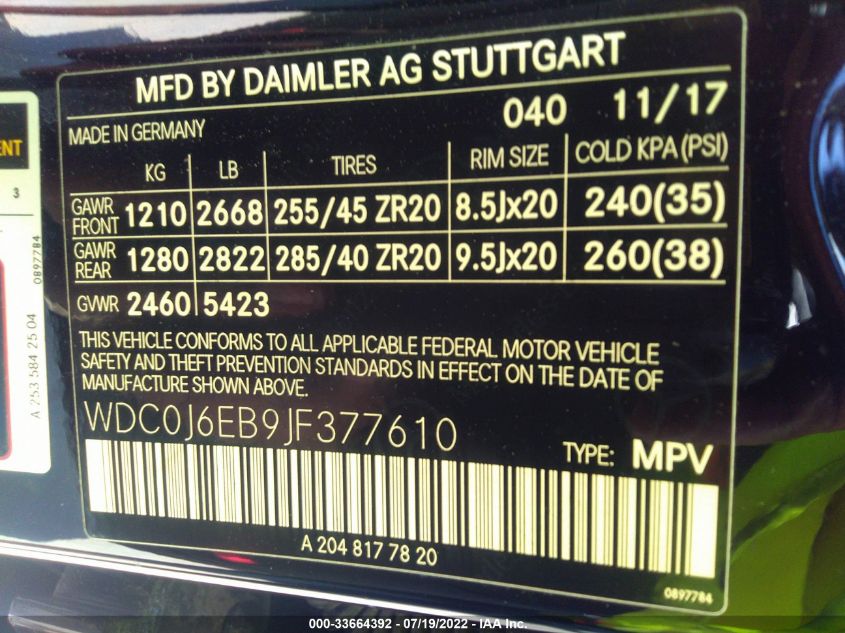 MFD BY DAIMLER AG STUTTGART
MADE IN GERMANY 040 11/17
KG LB TIRES RIM SIZE COLD KPA (PSI)
GAWR FRONT 1210 2668 255/45 ZR20 8.5Jx20 240(35)
GAWR REAR 1280 2822 285/40 ZR20 9.5Jx20 260(38)
GVWR 2460 5423
THIS VEHICLE CONFORMS TO ALL APPLICABLE FEDERAL MOTOR VEHICLE
SAFETY AND THEFT PREVENTION STANDARDS IN EFFECT ON THE DATE OF
MANUFACTURE SHOWN ABOVE.
WDC0J6EB9JF377610
TYPE: MPV
A 204 817 78 20
0897784
ENT
3
0897784
A 253 584 25 04
000-33664392 - 07/19/2022 - IAA Inc.